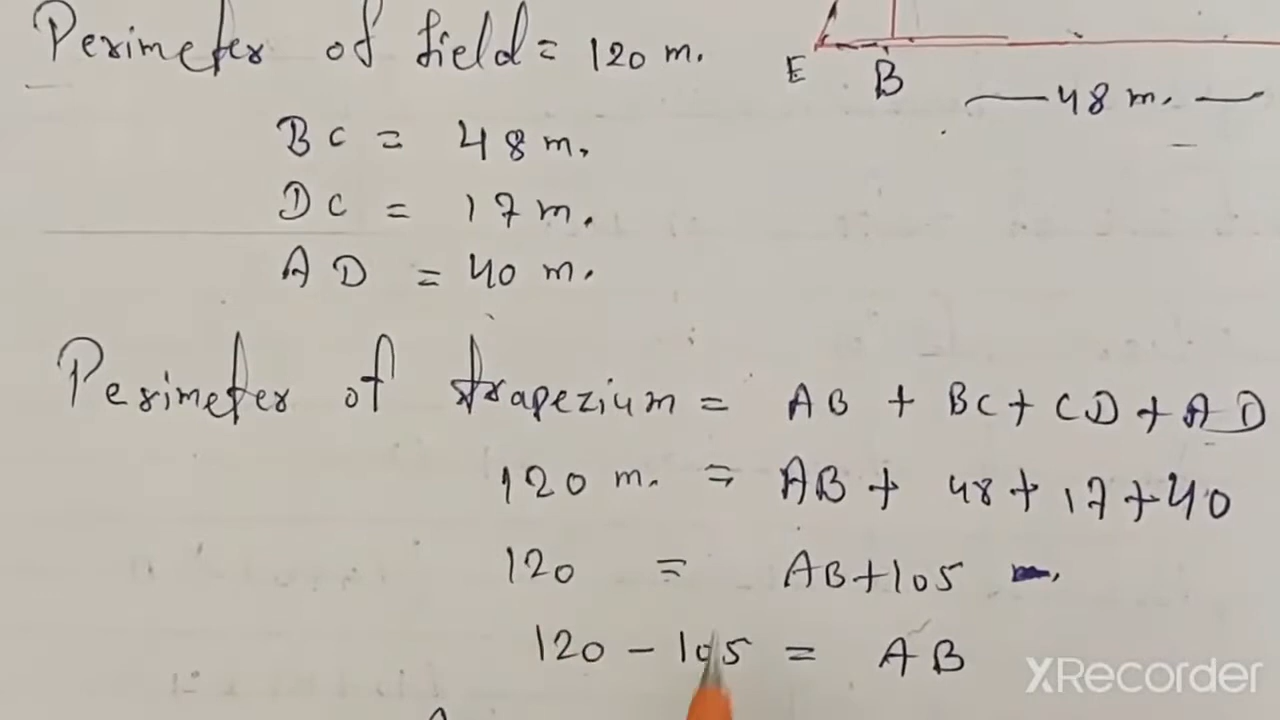 Perimeter of field = 120 m.
E B
48 m.
BC = 48 m.
DC = 17 m.
AD = 40 m.
Perimeter of trapezium = AB + BC + CD + AD
120 m. = AB + 48 + 17 + 40
120 = AB + 105
120 - 105 = AB
XRecorder